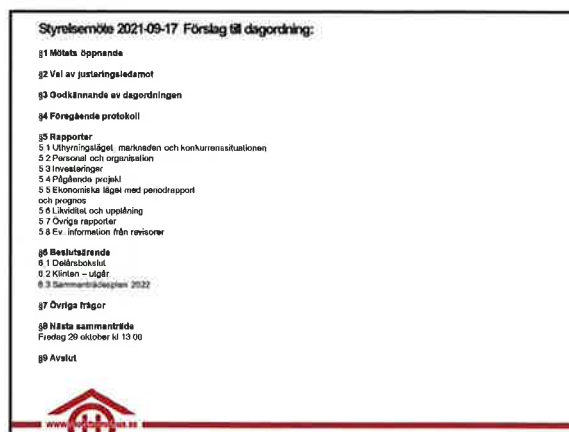 Styrelsemöte 2021-09-17 Förslag till dagordning:
§1 Mötets öppnande
§2 Val av justeringsledamot
§3 Godkännande av dagordningen
§4 Föregående protokoll
§5 Rapporter
5 1 Uthyrningsläget, marknaden och konkurrenssituationen
5 2 Personal och organisation
5 3 Investeringar
5 4 Pågående projekt
5 5 Ekonomiska läget med periodrapport
och prognos
5 6 Likviditet och upplåning
5 7 Övriga rapporter
5 8 Ev. information från revisorer
§6 Beslutsärende
6 1 Delårsbokslut
6 2 Klinten – utgår
6.3 Sammanträdesplan 2022
§7 Övriga frågor
§8 Nästa sammanträde
Fredag 29 oktober kl 13 00
§9 Avslut